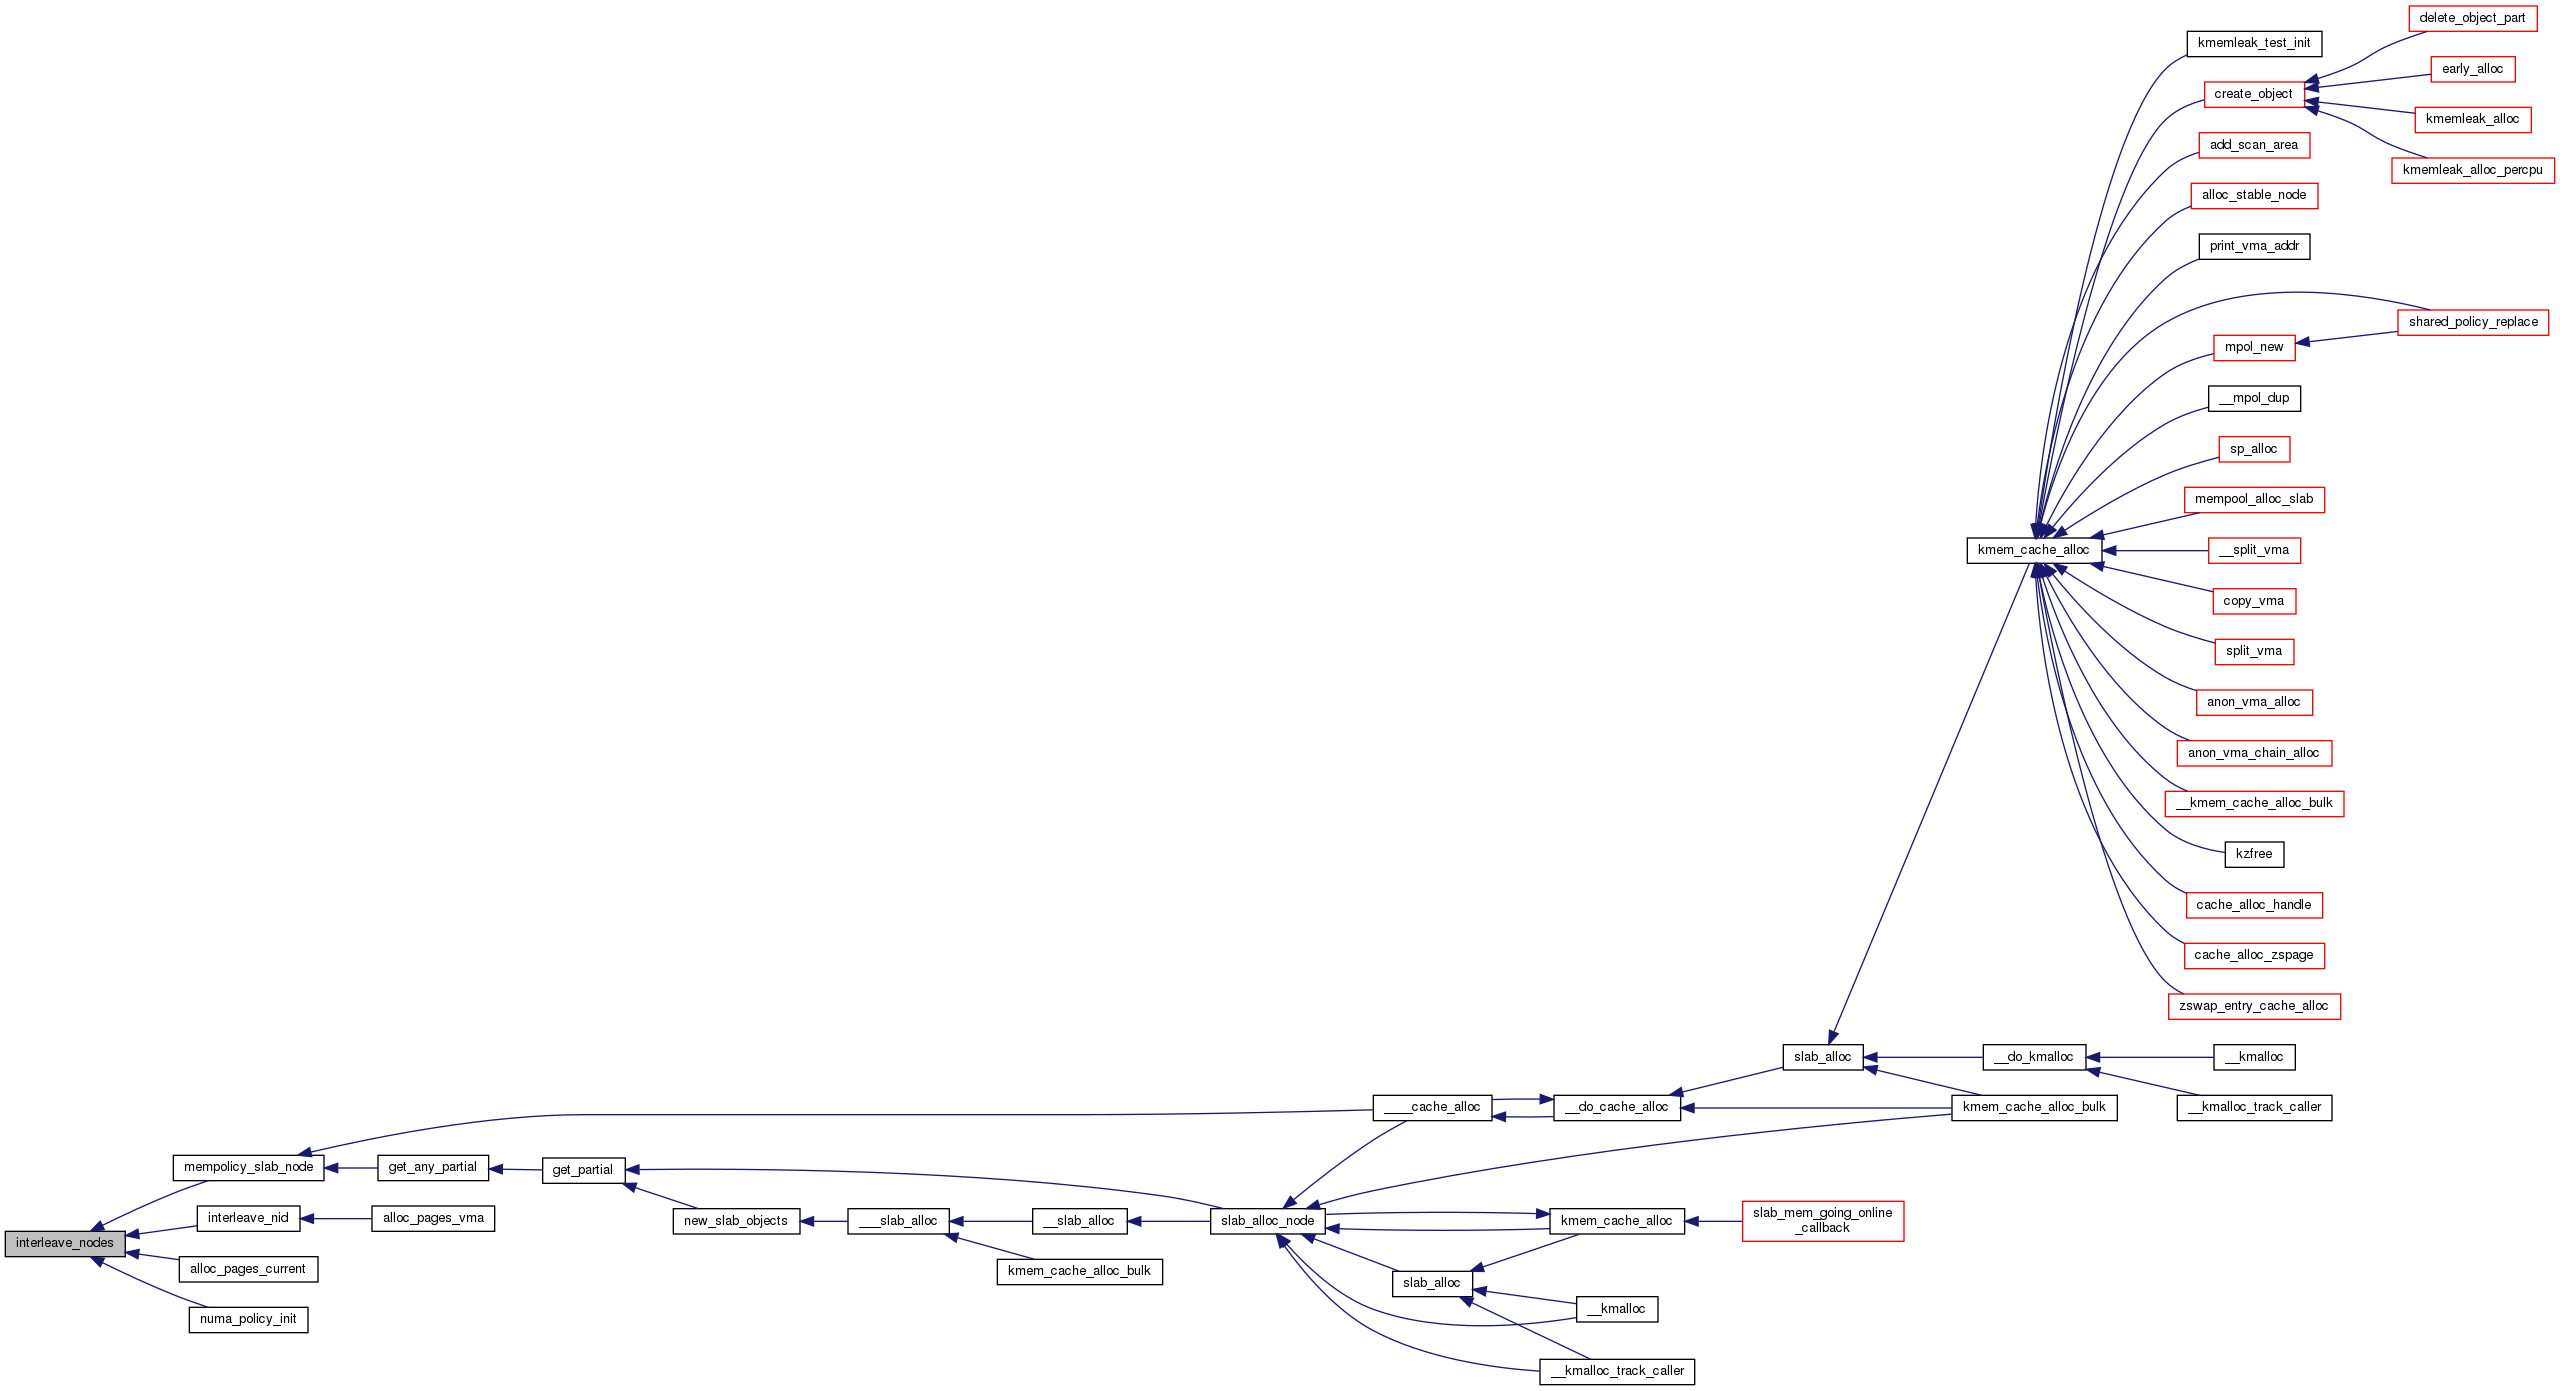 delete_object_part
kmemleak_test_init
early_alloc
create_object
kmemleak_alloc
add_scan_area
kmemleak_alloc_percpu
alloc_stable_node
print_vma_addr
shared_policy_replace
mpol_new
__mpol_dup
sp_alloc
mempool_alloc_slab
kmem_cache_alloc
__split_vma
copy_vma
split_vma
anon_vma_alloc
anon_vma_chain_alloc
__kmem_cache_alloc_bulk
kzfree
cache_alloc_handle
cache_alloc_zspage
zswap_entry_cache_alloc
slab_alloc
__do_kmalloc
__kmalloc
____cache_alloc
__do_cache_alloc
kmem_cache_alloc_bulk
__kmalloc_track_caller
mempolicy_slab_node
get_any_partial
get_partial
interleave_nid
alloc_pages_vma
new_slab_objects
___slab_alloc
__slab_alloc
slab_alloc_node
kmem_cache_alloc
slab_mem_going_online
_callback
interleave_nodes
alloc_pages_current
kmem_cache_alloc_bulk
slab_alloc
__kmalloc
numa_policy_init
__kmalloc_track_caller